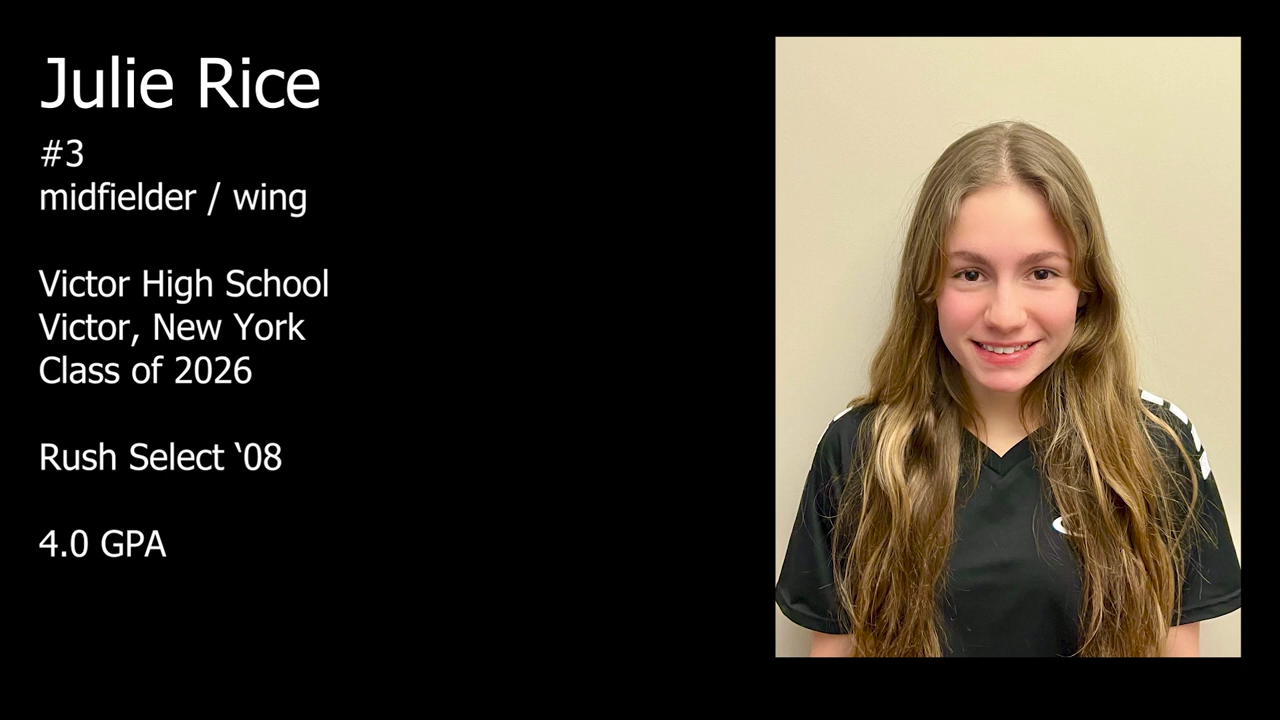 Julie Rice
#3
midfielder / wing
Victor High School
Victor, New York
Class of 2026
Rush Select ‘08
4.0 GPA